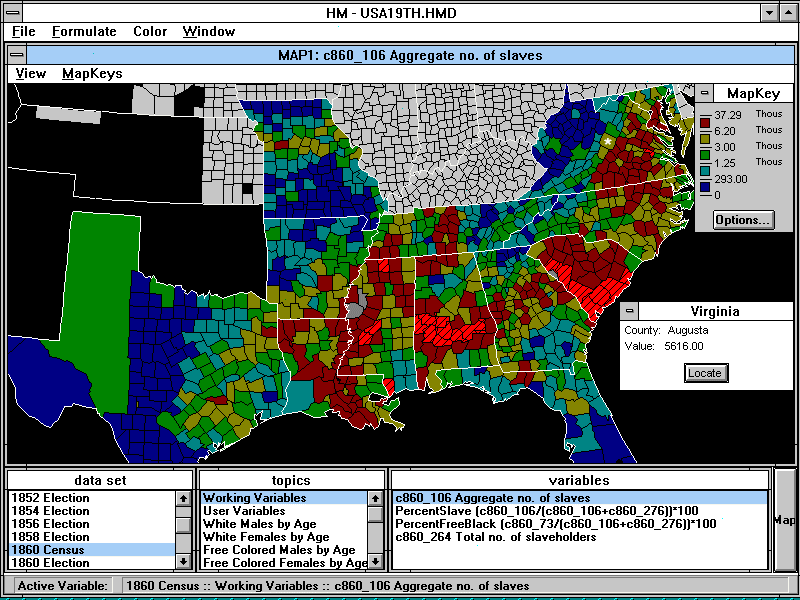 HM - USA19TH.HMD
File Formulate Color Window
MAP1: c860_106 Aggregate no. of slaves
View MapKeys
MapKey
37.29 Thous
6.20 Thous
3.00 Thous
1.25 Thous
293.00
0
Options...
Virginia
County: Augusta
Value: 5616.00
Locate
data set
1852 Election
1854 Election
1856 Election
1858 Election
1860 Census
1860 Election
topics
Working Variables
User Variables
White Males by Age
White Females by Age
Free Colored Males by Age
Free Colored Females by Age
variables
c860_106 Aggregate no. of slaves
PercentSlave (c860_106/(c860_106+c860_276))*100
PercentFreeBlack (c860_73/(c860_106+c860_276))*100
c860_264 Total no. of slaveholders
Map
Active Variable: 1860 Census :: Working Variables :: c860_106 Aggregate no. of slaves